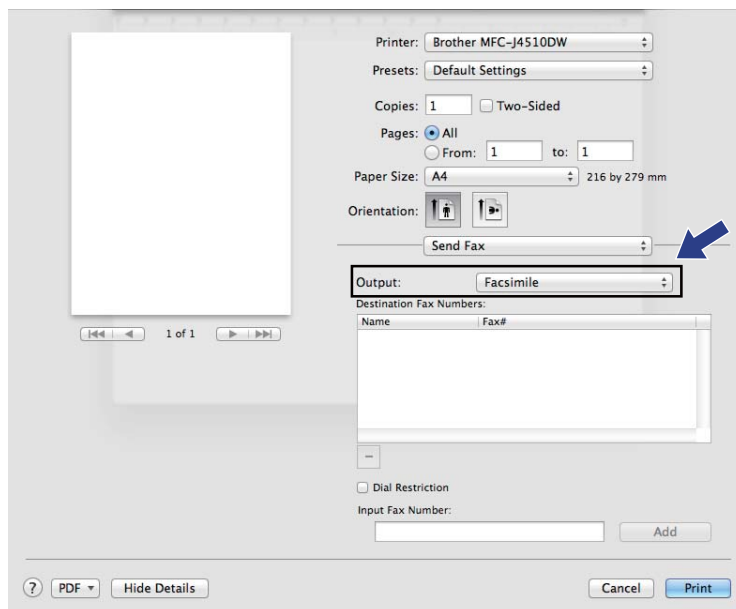 Printer: Brother MFC-J4510DW
Presets: Default Settings
Copies: 1 Two-Sided
Pages: All
From: 1 to: 1
Paper Size: A4 216 by 279 mm
Orientation:
Send Fax
Output: Facsimile
Destination Fax Numbers:
Name Fax#
1 of 1
–
Dial Restriction
Input Fax Number:
Add
? PDF Hide Details Cancel Print